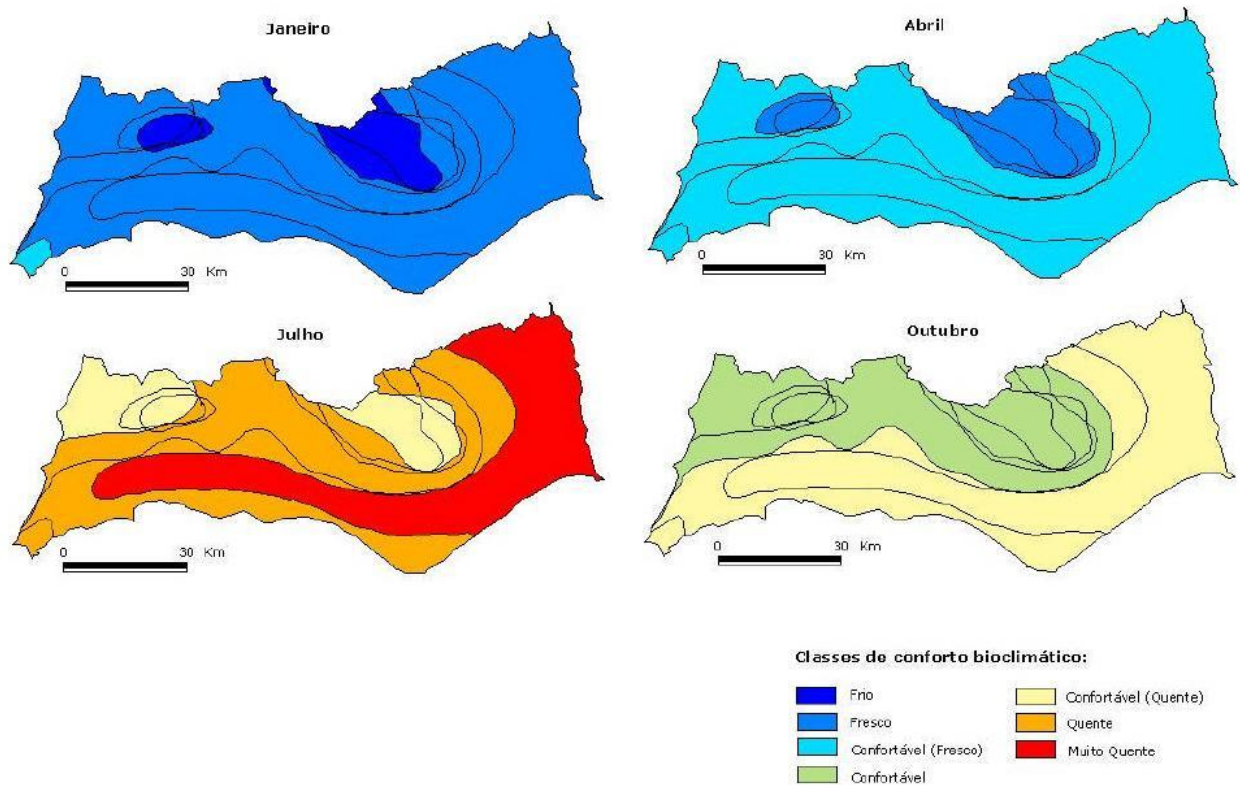 Janeiro
Abril
0 30 Km
0 30 Km
Julho
Outubro
0 30 Km
0 30 Km
Classes de conforto bioclimático:
Frio
Confortável (Quente)
Fresco
Quente
Confortável (Fresco)
Muito Quente
Confortável